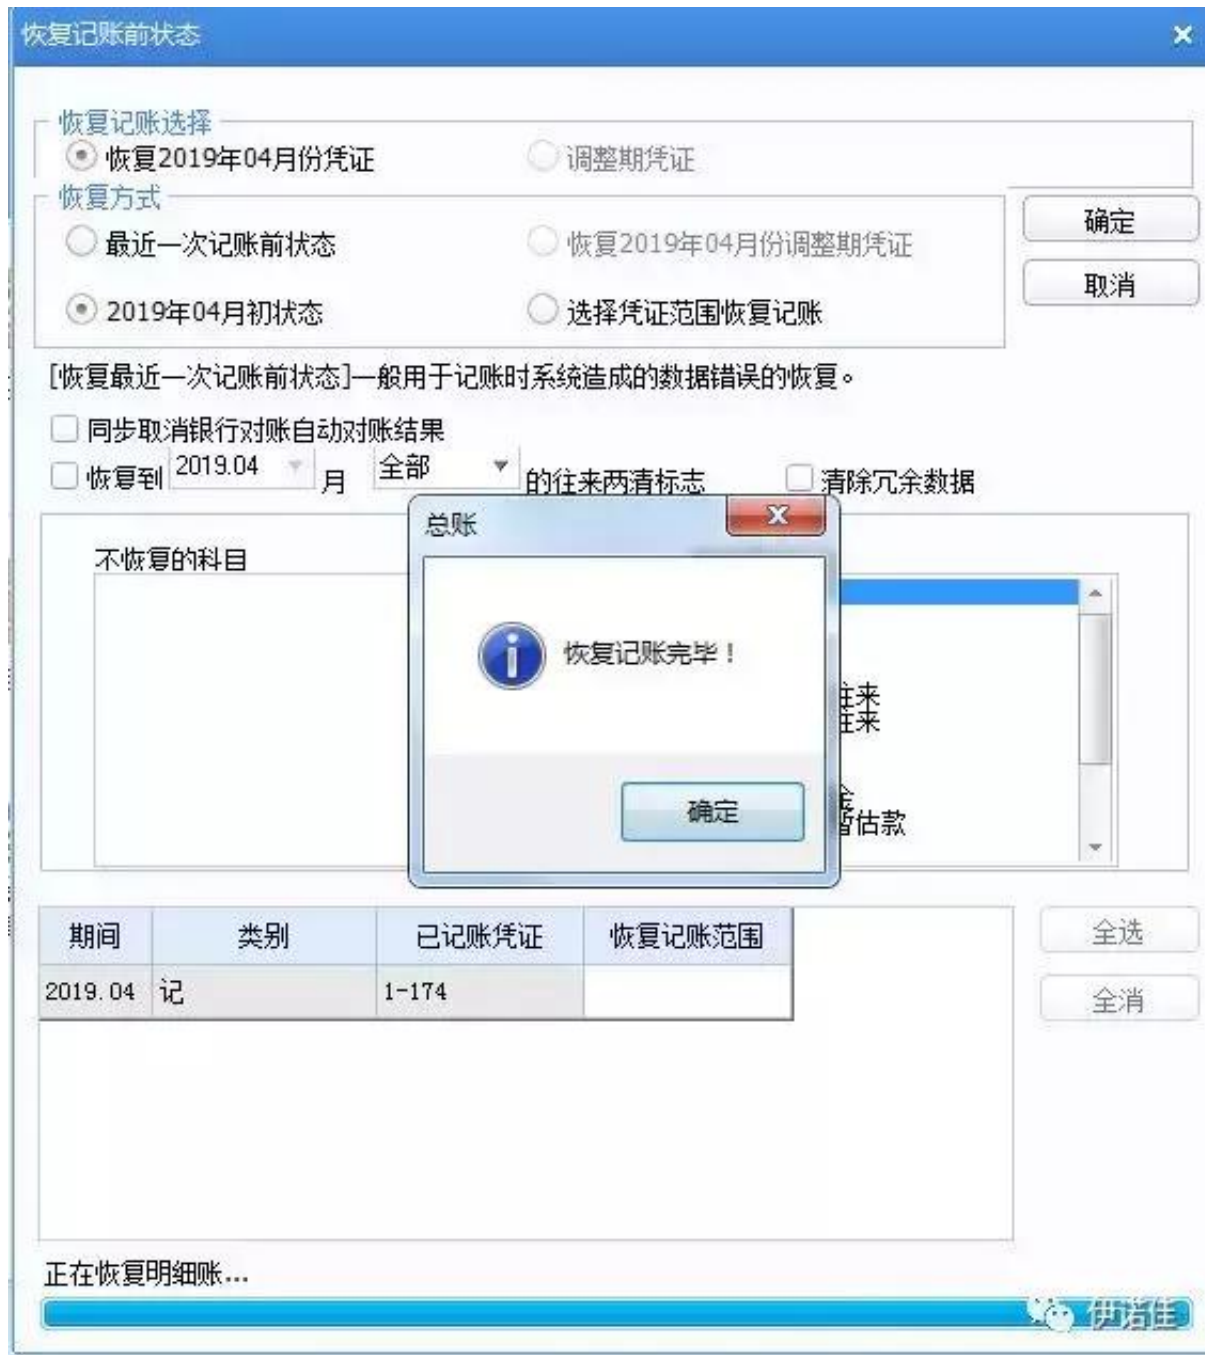 恢复记账前状态
恢复记账选择
恢复2019年04月份凭证
调整期凭证
恢复方式
最近一次记账前状态
恢复2019年04月份调整期凭证
2019年04月初状态
选择凭证范围恢复记账
确定
取消
[恢复最近一次记账前状态]一般用于记账时系统造成的数据错误的恢复。
同步取消银行对账自动对账结果
恢复到 2019.04 月 全部 的往来两清标志 清除冗余数据
不恢复的科目
总账
恢复记账完毕！
确定
往来
往来
暂估款
期间 类别 已记账凭证 恢复记账范围
2019.04 记 1-174
全选
全消
正在恢复明细账...
伊诺佳